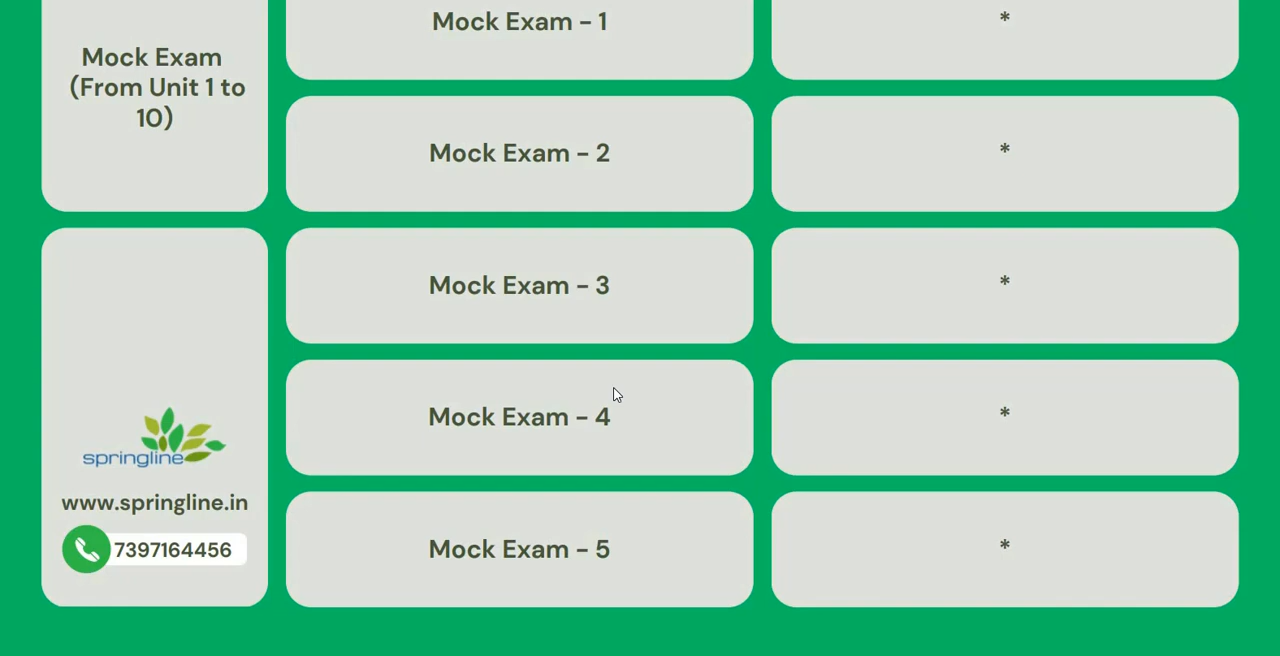 Mock Exam - 1
*
Mock Exam
(From Unit 1 to
10)
Mock Exam - 2
*
Mock Exam - 3
*
Mock Exam - 4
*
springline
www.springline.in
7397164456
Mock Exam - 5
*